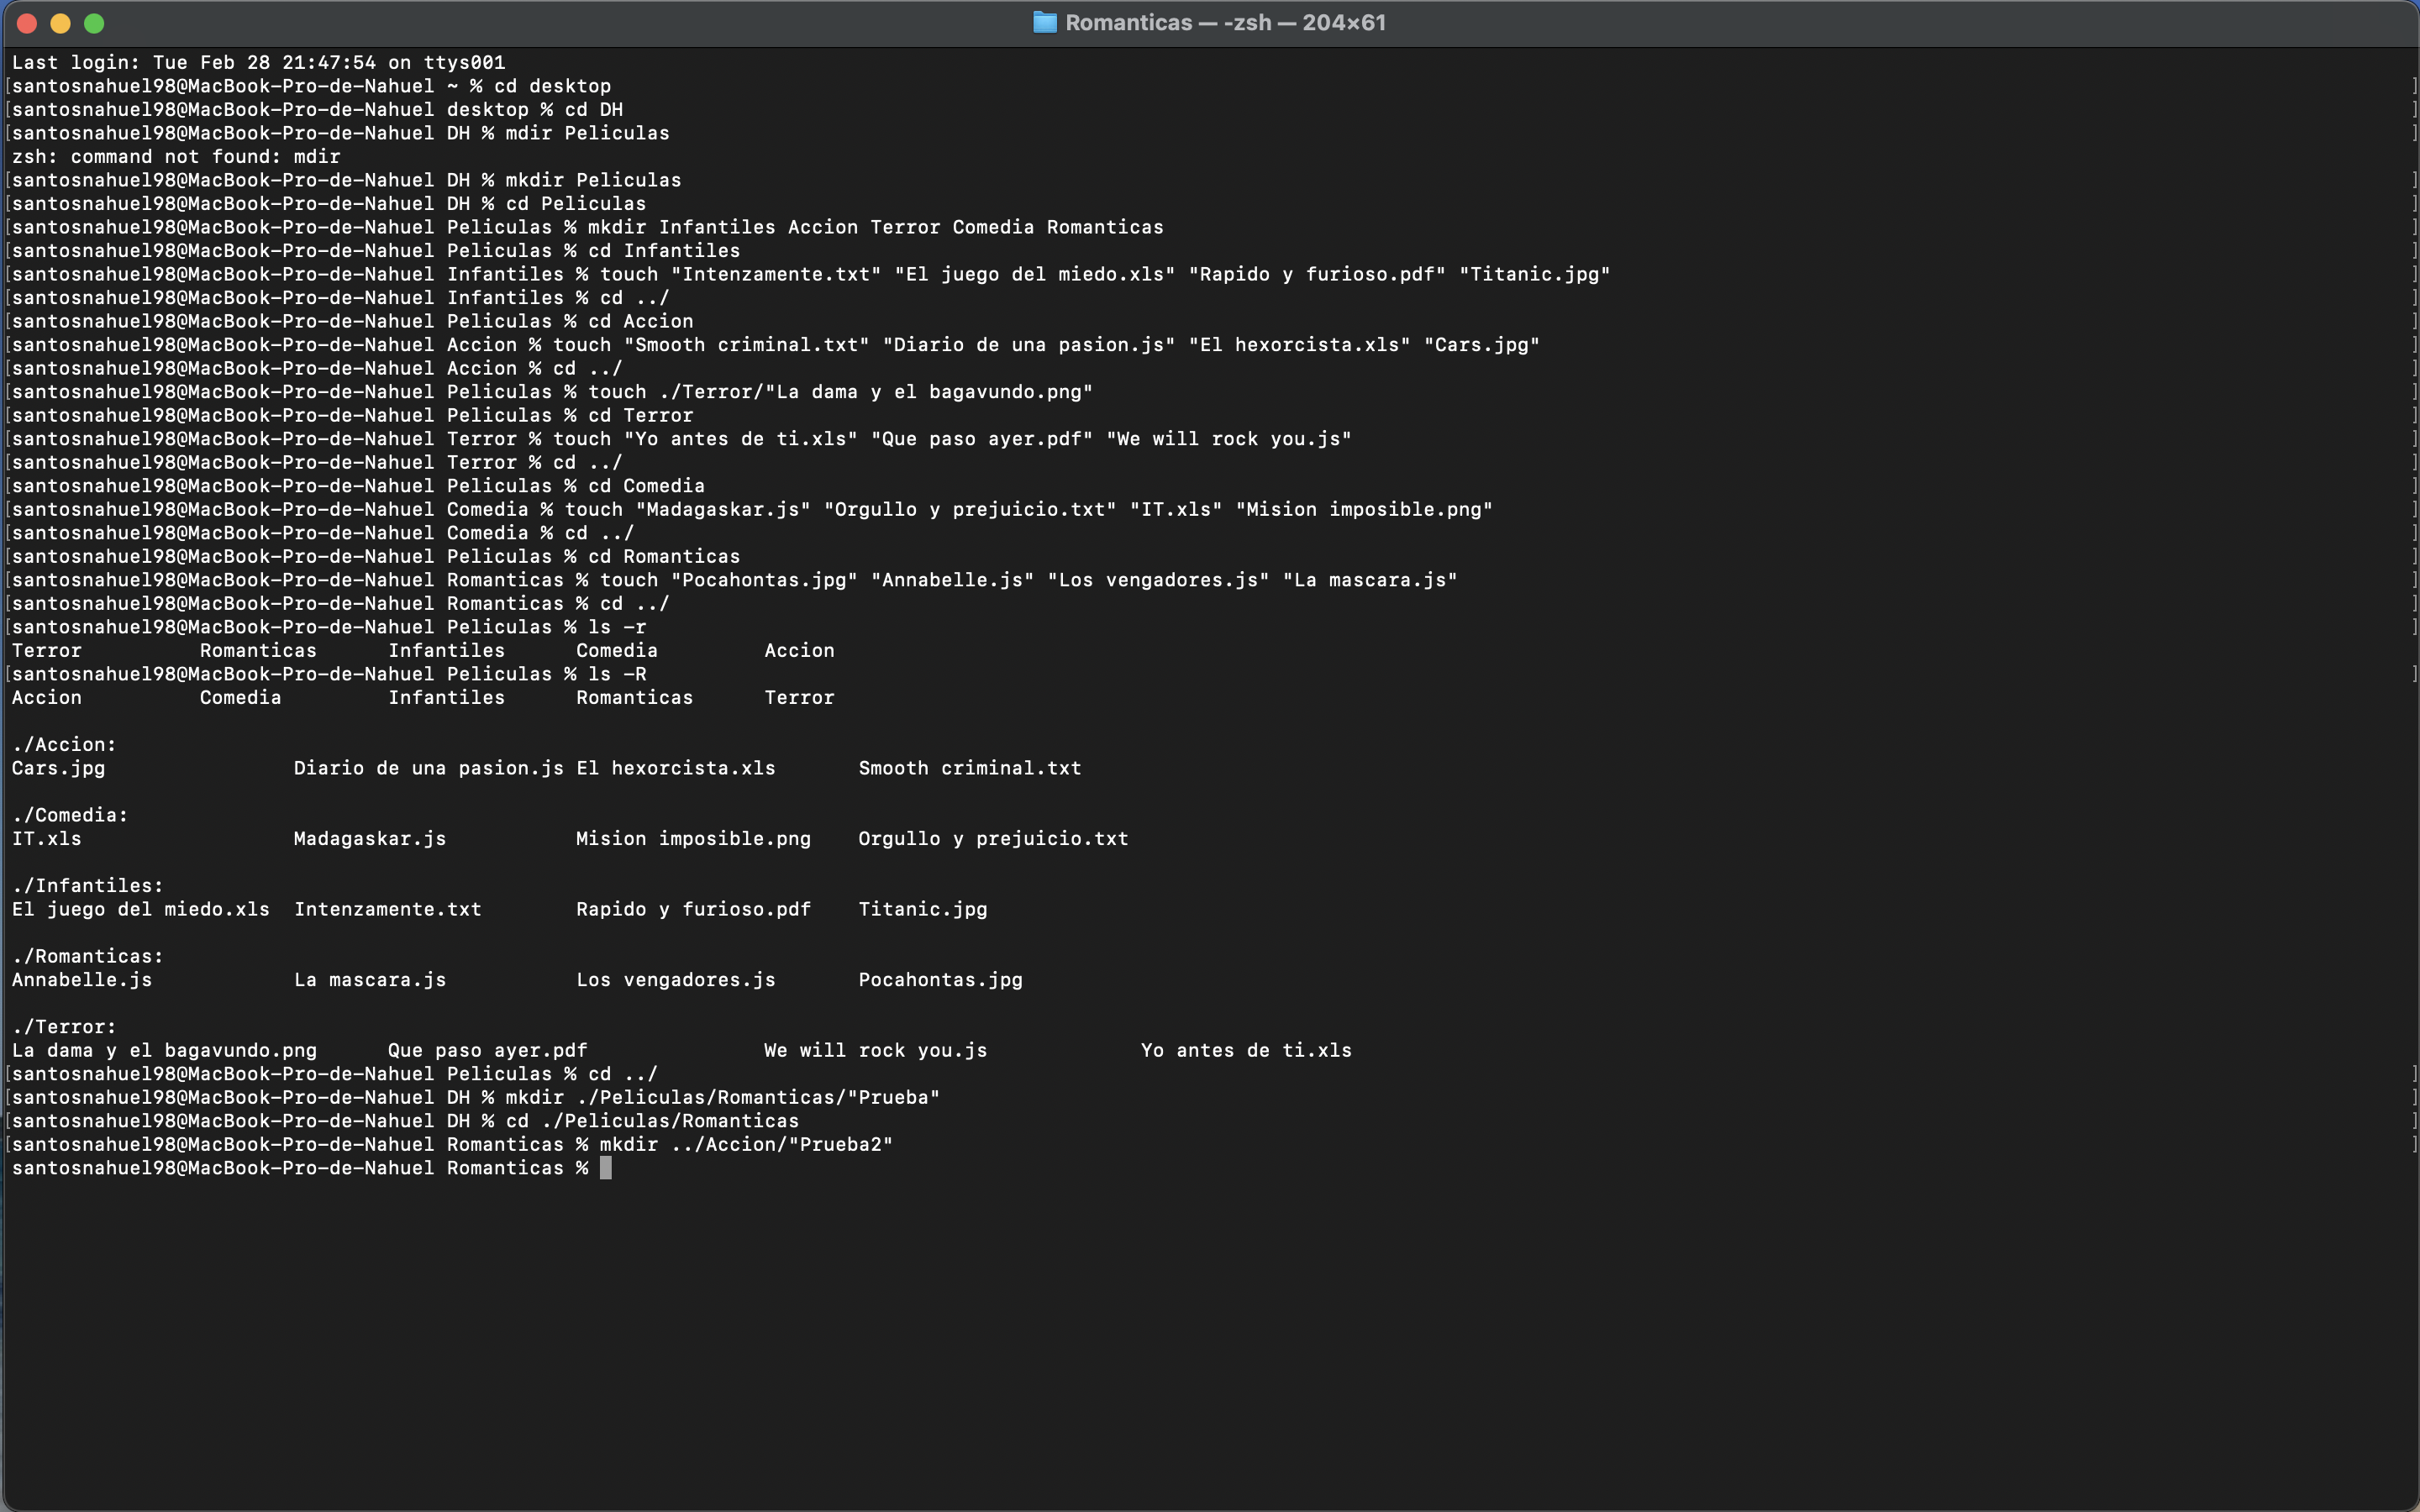 Romanticas — -zsh — 204×61
Last login: Tue Feb 28 21:47:54 on ttys001
[santosnahuel98@MacBook-Pro-de-Nahuel ~ % cd desktop ]
[santosnahuel98@MacBook-Pro-de-Nahuel desktop % cd DH ]
[santosnahuel98@MacBook-Pro-de-Nahuel DH % mdir Peliculas ]
zsh: command not found: mdir
[santosnahuel98@MacBook-Pro-de-Nahuel DH % mkdir Peliculas ]
[santosnahuel98@MacBook-Pro-de-Nahuel DH % cd Peliculas ]
[santosnahuel98@MacBook-Pro-de-Nahuel Peliculas % mkdir Infantiles Accion Terror Comedia Romanticas ]
[santosnahuel98@MacBook-Pro-de-Nahuel Peliculas % cd Infantiles ]
[santosnahuel98@MacBook-Pro-de-Nahuel Infantiles % touch "Intenzamente.txt" "El juego del miedo.xls" "Rapido y furioso.pdf" "Titanic.jpg" ]
[santosnahuel98@MacBook-Pro-de-Nahuel Infantiles % cd ../ ]
[santosnahuel98@MacBook-Pro-de-Nahuel Peliculas % cd Accion ]
[santosnahuel98@MacBook-Pro-de-Nahuel Accion % touch "Smooth criminal.txt" "Diario de una pasion.js" "El hexorcista.xls" "Cars.jpg" ]
[santosnahuel98@MacBook-Pro-de-Nahuel Accion % cd ../ ]
[santosnahuel98@MacBook-Pro-de-Nahuel Peliculas % touch ./Terror/"La dama y el bagavundo.png" ]
[santosnahuel98@MacBook-Pro-de-Nahuel Peliculas % cd Terror ]
[santosnahuel98@MacBook-Pro-de-Nahuel Terror % touch "Yo antes de ti.xls" "Que paso ayer.pdf" "We will rock you.js" ]
[santosnahuel98@MacBook-Pro-de-Nahuel Terror % cd ../ ]
[santosnahuel98@MacBook-Pro-de-Nahuel Peliculas % cd Comedia ]
[santosnahuel98@MacBook-Pro-de-Nahuel Comedia % touch "Madagaskar.js" "Orgullo y prejuicio.txt" "IT.xls" "Mision imposible.png" ]
[santosnahuel98@MacBook-Pro-de-Nahuel Comedia % cd ../ ]
[santosnahuel98@MacBook-Pro-de-Nahuel Peliculas % cd Romanticas ]
[santosnahuel98@MacBook-Pro-de-Nahuel Romanticas % touch "Pocahontas.jpg" "Annabelle.js" "Los vengadores.js" "La mascara.js" ]
[santosnahuel98@MacBook-Pro-de-Nahuel Romanticas % cd ../ ]
[santosnahuel98@MacBook-Pro-de-Nahuel Peliculas % ls -r ]
Terror Romanticas Infantiles Comedia Accion
[santosnahuel98@MacBook-Pro-de-Nahuel Peliculas % ls -R ]
Accion Comedia Infantiles Romanticas Terror
./Accion:
Cars.jpg Diario de una pasion.js El hexorcista.xls Smooth criminal.txt
./Comedia:
IT.xls Madagaskar.js Mision imposible.png Orgullo y prejuicio.txt
./Infantiles:
El juego del miedo.xls Intenzamente.txt Rapido y furioso.pdf Titanic.jpg
./Romanticas:
Annabelle.js La mascara.js Los vengadores.js Pocahontas.jpg
./Terror:
La dama y el bagavundo.png Que paso ayer.pdf We will rock you.js Yo antes de ti.xls
[santosnahuel98@MacBook-Pro-de-Nahuel Peliculas % cd ../ ]
[santosnahuel98@MacBook-Pro-de-Nahuel DH % mkdir ./Peliculas/Romanticas/"Prueba" ]
[santosnahuel98@MacBook-Pro-de-Nahuel DH % cd ./Peliculas/Romanticas ]
[santosnahuel98@MacBook-Pro-de-Nahuel Romanticas % mkdir ../Accion/"Prueba2" ]
santosnahuel98@MacBook-Pro-de-Nahuel Romanticas %